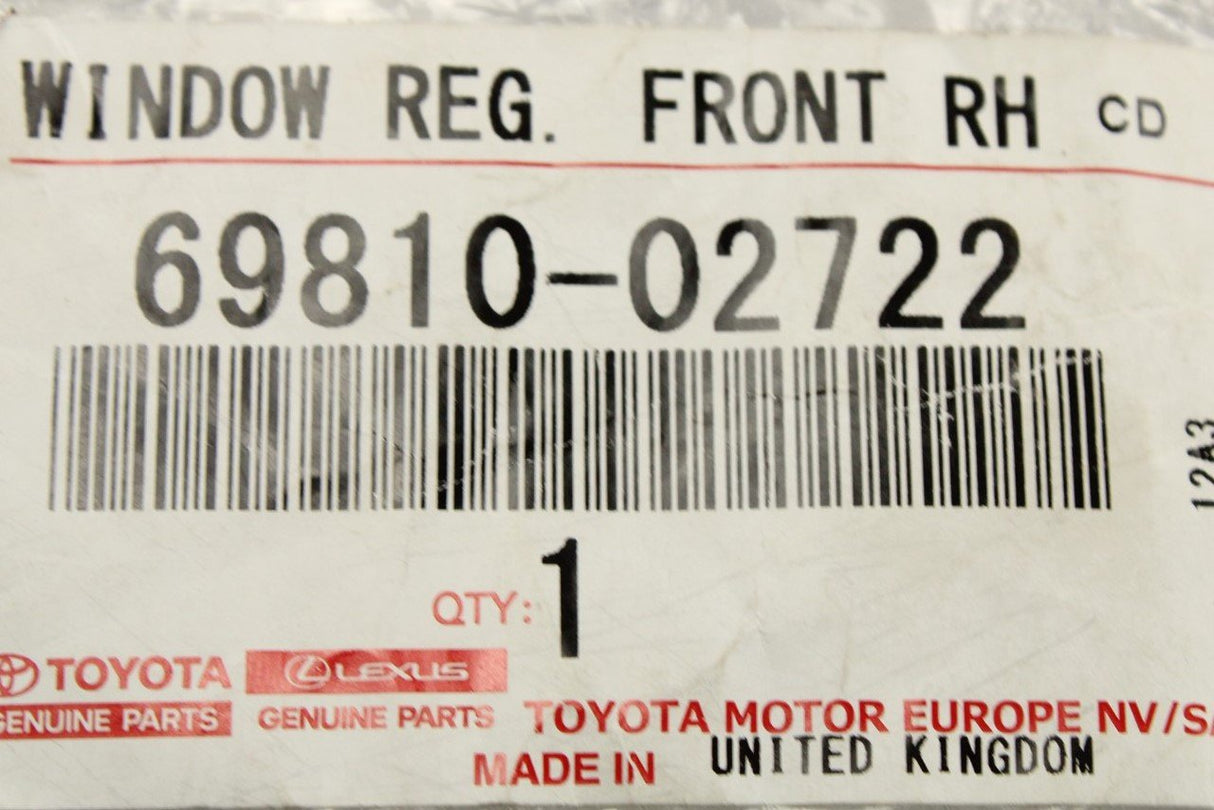 WINDOW REG. FRONT RH CD
69810-02722
12A3
QTY: 1
TOYOTA LEXUS
GENUINE PARTS GENUINE PARTS
TOYOTA MOTOR EUROPE NV/S
MADE IN UNITED KINGDOM